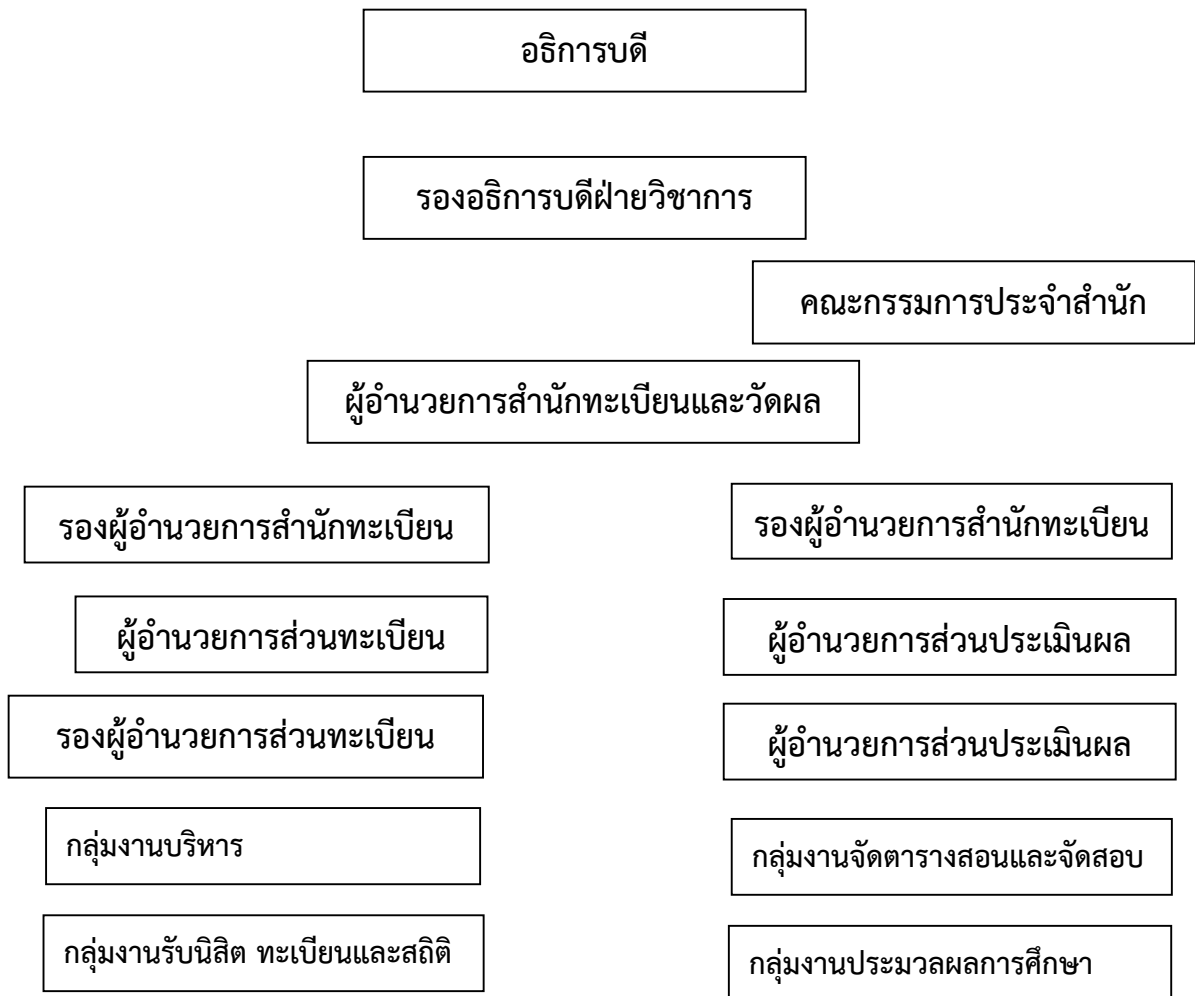 อธิการบดี
รองอธิการบดีฝ่ายวิชาการ
คณะกรรมการประจำสำนัก
ผู้อำนวยการสำนักทะเบียนและวัดผล
รองผู้อำนวยการสำนักทะเบียน
รองผู้อำนวยการสำนักทะเบียน
ผู้อำนวยการส่วนทะเบียน
ผู้อำนวยการส่วนประเมินผล
รองผู้อำนวยการส่วนทะเบียน
ผู้อำนวยการส่วนประเมินผล
กลุ่มงานบริหาร
กลุ่มงานจัดตารางสอนและจัดสอบ
กลุ่มงานรับนิสิต ทะเบียนและสถิติ
กลุ่มงานประมวลผลการศึกษา